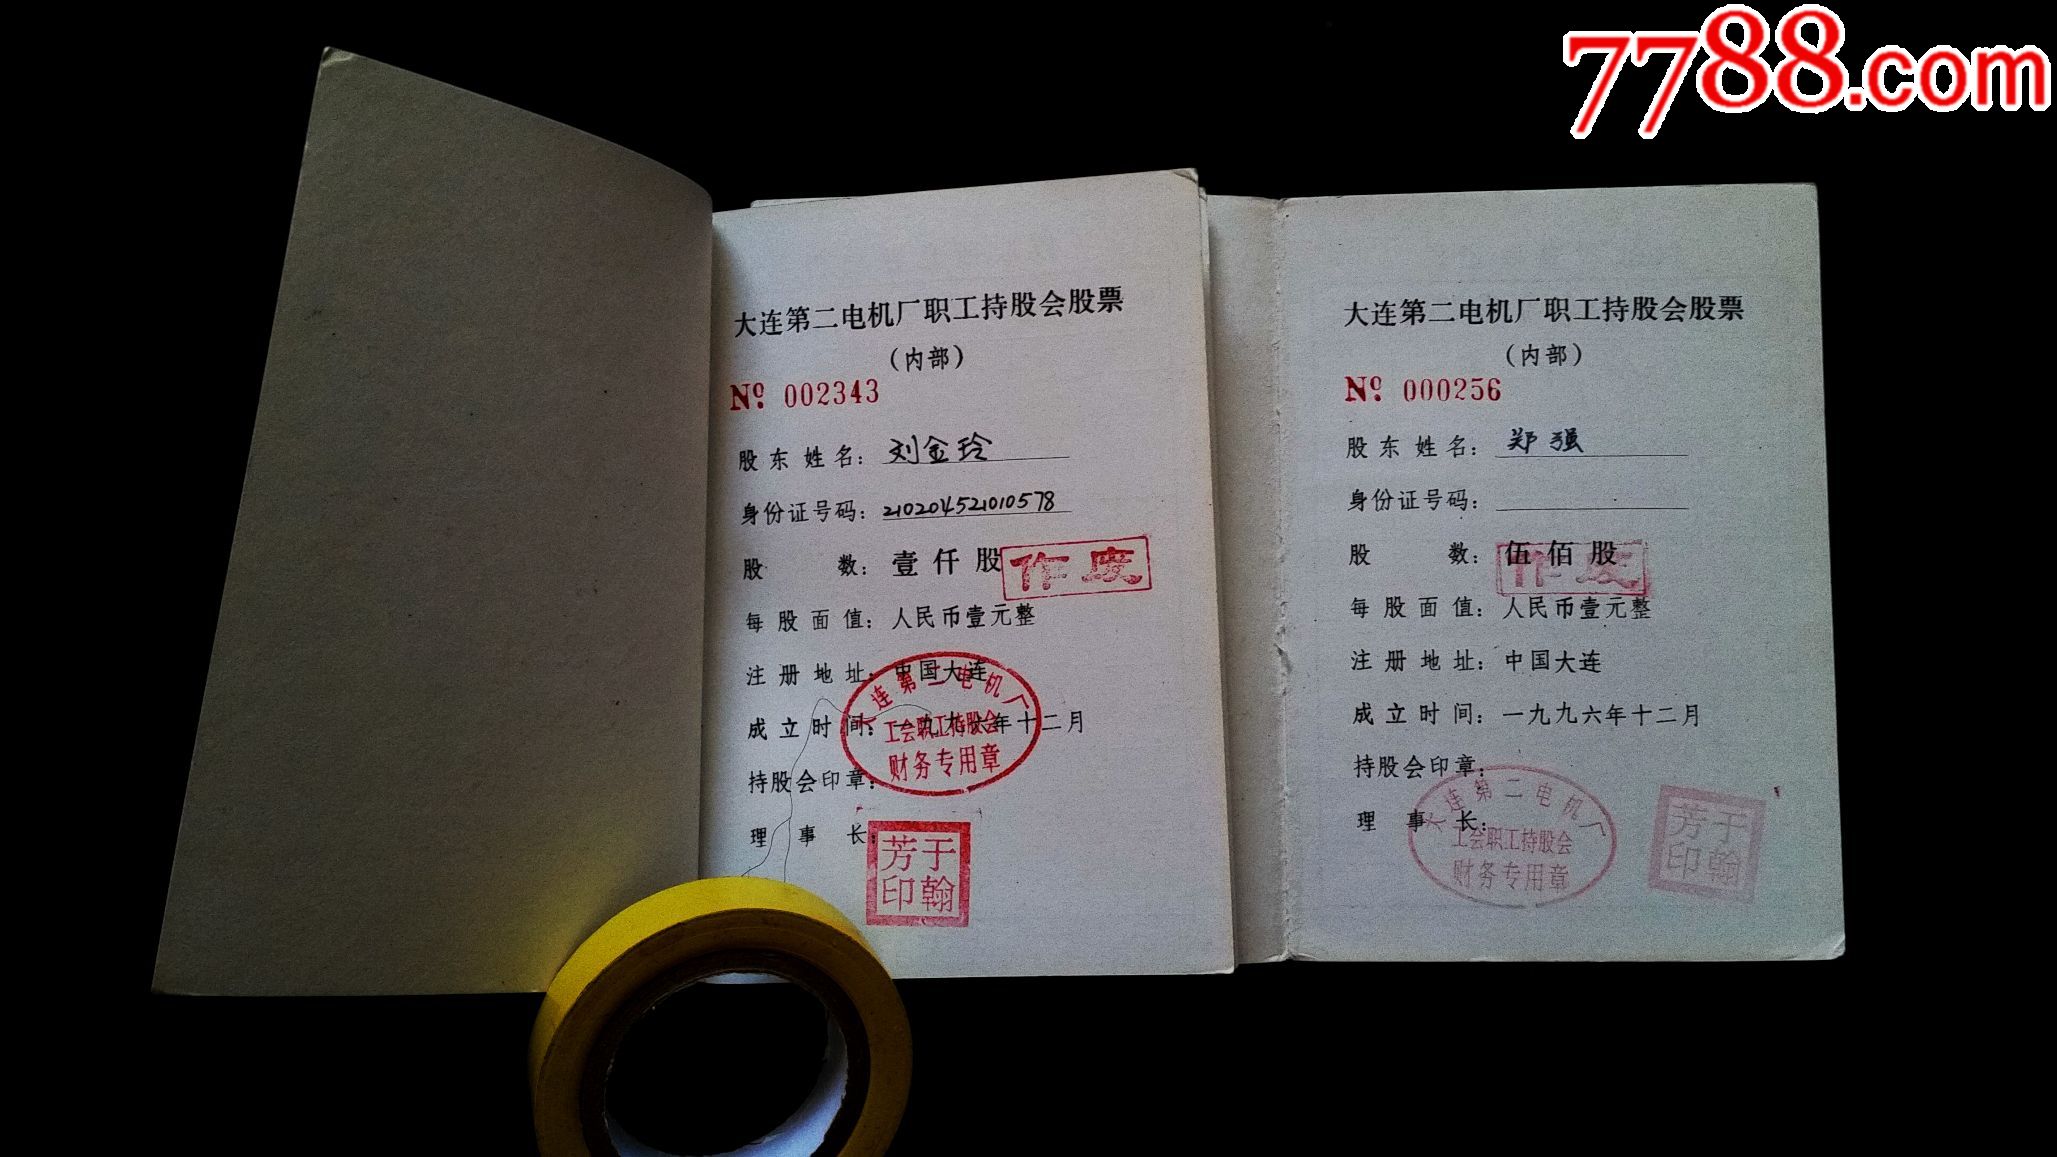 7788.com
大连第二电机厂职工持股会股票
（内部）
Nº 002343
股东姓名：刘金玲
身份证号码：210204521010578
股数：壹仟股
作废
每股面值：人民币壹元整
注册地址：中国大连
成立时间：一九九六年十二月
持股会印章：
大连第二电机厂
工会职工持股会
财务专用章
理事长：
于翰芳印
大连第二电机厂职工持股会股票
（内部）
Nº 000256
股东姓名：郑强
身份证号码：
股数：伍佰股
作废
每股面值：人民币壹元整
注册地址：中国大连
成立时间：一九九六年十二月
持股会印章：
大连第二电机厂
工会职工持股会
财务专用章
理事长：
于翰芳印